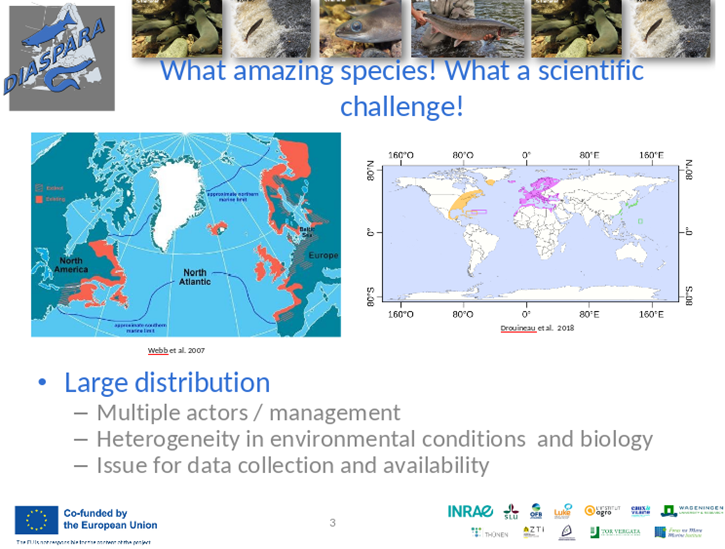 DIASPARA
What amazing species! What a scientific
challenge!
Extinct
Existing
approximate northern
marine limit
Baltic
Sea
Europe
North
America
North
Atlantic
approximate southern
marine limit
Webb et al. 2007
160°O 80°O 0° 80°E 160°E
80°N 80°N
0° 0°
80°S 80°S
160°O 80°O 0° 80°E 160°E
Drouineau et al. 2018
• Large distribution
– Multiple actors / management
– Heterogeneity in environmental conditions and biology
– Issue for data collection and availability
Co-funded by
the European Union
The EU is not responsible for the content of the project
3
INRAE
SLU
OFB
Luke
L'INSTITUT
agro
WAGENINGEN
THÜNEN
AZTI
TOR VERGATA
Marine Institute